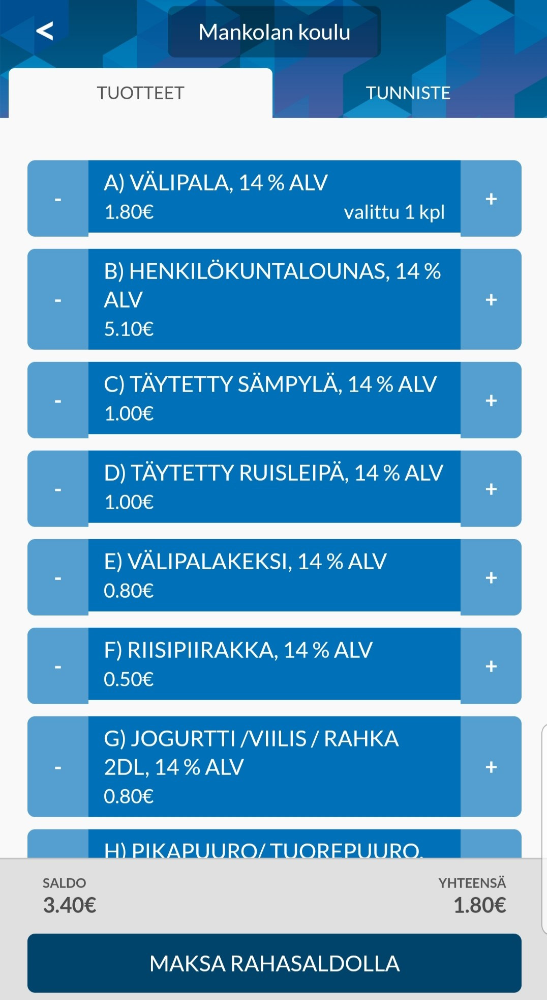 <
Mankolan koulu
TUOTTEET
TUNNISTE
-
A) VÄLIPALA, 14 % ALV
1.80€
valittu 1 kpl
+
-
B) HENKILÖKUNTALOUNAS, 14 %
ALV
5.10€
+
-
C) TÄYTETTY SÄMPYLÄ, 14 % ALV
1.00€
+
-
D) TÄYTETTY RUISLEIPÄ, 14 % ALV
1.00€
+
-
E) VÄLIPALAKEKSI, 14 % ALV
0.80€
+
-
F) RIISIPIIRAKKA, 14 % ALV
0.50€
+
-
G) JOGURTTI /VIILIS / RAHKA
2DL, 14 % ALV
0.80€
+
H) PIKAPUURO/ TUOREPUURO,
SALDO
3.40€
YHTEENSÄ
1.80€
MAKSA RAHASALDOLLA